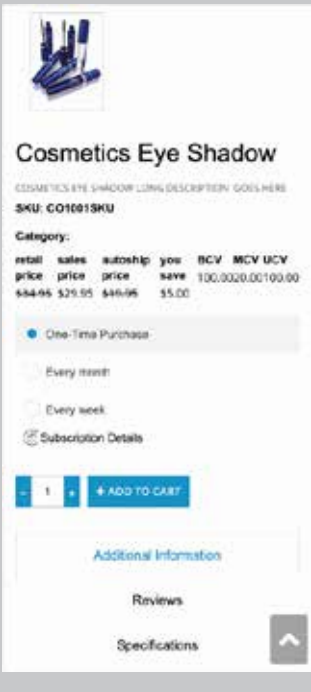 Cosmetics Eye Shadow
COSMETICS EYE SHADOW LONG DESCRIPTION GOES HERE
SKU: CO1001SKU
Category:
retail price sales price autoship price you save BCV MCV UCV
$34.95 $29.95 $19.95 $5.00 100.0020.00100.00
One-Time Purchase
Every month
Every week
Subscription Details
- 1 + + ADD TO CART
Additional Information
Reviews
Specifications